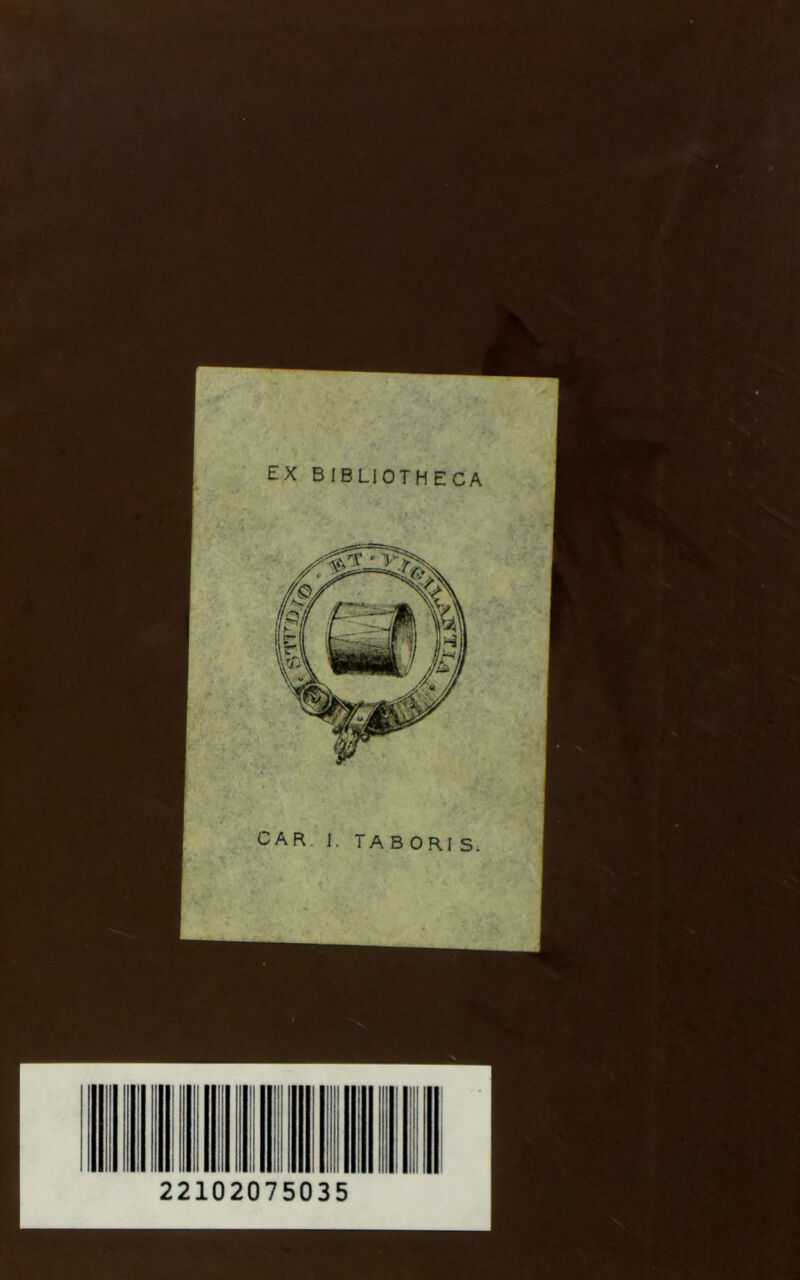 EX BIBLIOTHECA
· STUDIO · ET · VIGILANTIA ·
CAR. I. TABORIS.
22102075035